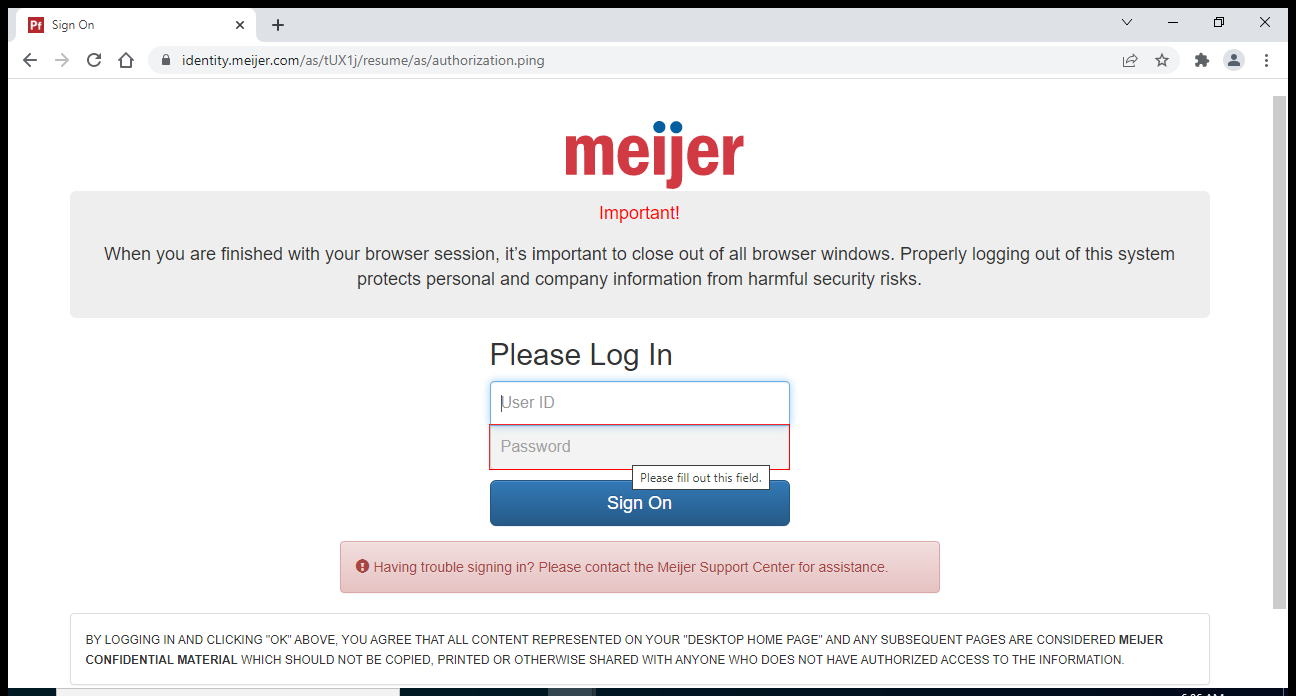 Pf Sign On
identity.meijer.com/as/tUX1j/resume/as/authorization.ping
meijer
Important!
When you are finished with your browser session, it’s important to close out of all browser windows. Properly logging out of this system
protects personal and company information from harmful security risks.
Please Log In
User ID
Password
Please fill out this field.
Sign On
Having trouble signing in? Please contact the Meijer Support Center for assistance.
BY LOGGING IN AND CLICKING "OK" ABOVE, YOU AGREE THAT ALL CONTENT REPRESENTED ON YOUR "DESKTOP HOME PAGE" AND ANY SUBSEQUENT PAGES ARE CONSIDERED MEIJER
CONFIDENTIAL MATERIAL WHICH SHOULD NOT BE COPIED, PRINTED OR OTHERWISE SHARED WITH ANYONE WHO DOES NOT HAVE AUTHORIZED ACCESS TO THE INFORMATION.